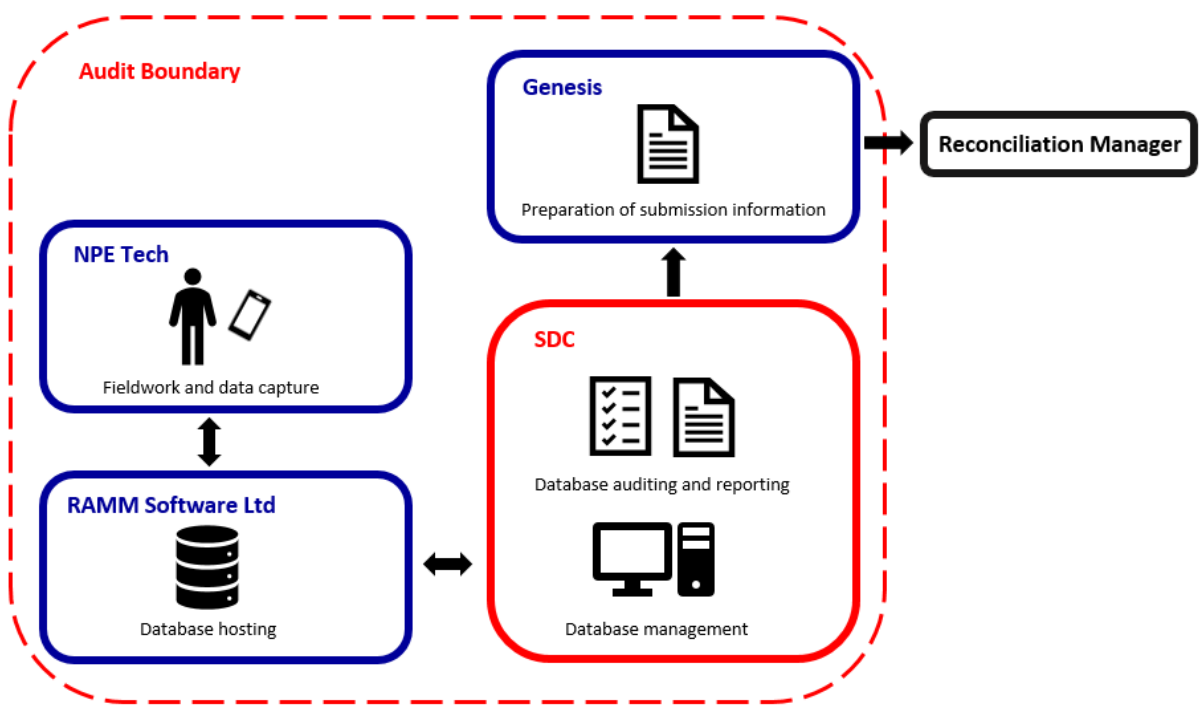 Audit Boundary
Genesis
Preparation of submission information
Reconciliation Manager
NPE Tech
Fieldwork and data capture
SDC
Database auditing and reporting
Database management
RAMM Software Ltd
Database hosting